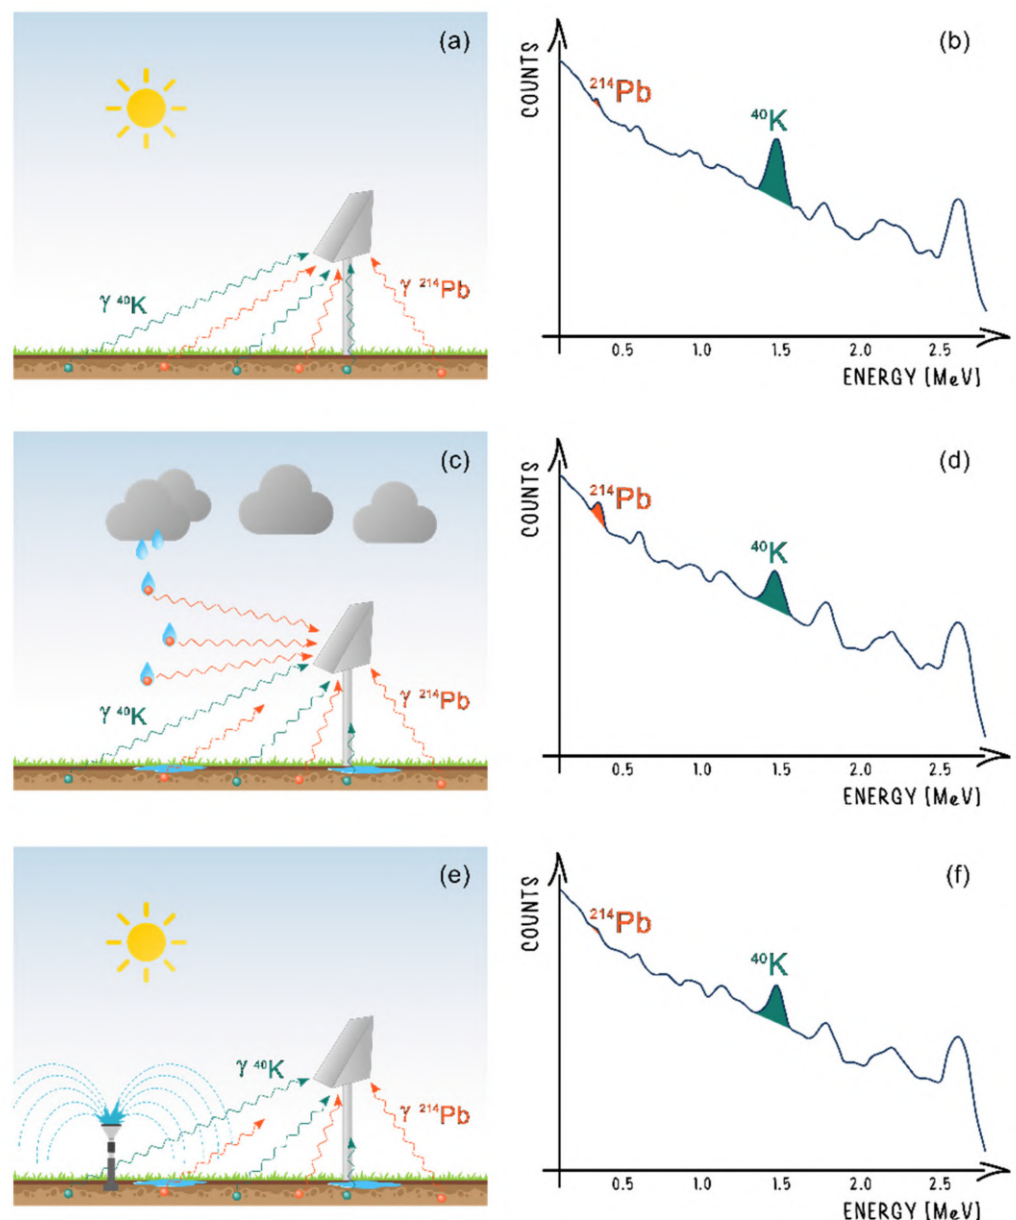 (a)
γ ⁴⁰K
γ ²¹⁴Pb
(b)
COUNTS
²¹⁴Pb
⁴⁰K
0.5 1.0 1.5 2.0 2.5
ENERGY [MeV]
(c)
γ ⁴⁰K
γ ²¹⁴Pb
(d)
COUNTS
²¹⁴Pb
⁴⁰K
0.5 1.0 1.5 2.0 2.5
ENERGY [MeV]
(e)
γ ⁴⁰K
γ ²¹⁴Pb
(f)
COUNTS
²¹⁴Pb
⁴⁰K
0.5 1.0 1.5 2.0 2.5
ENERGY [MeV]